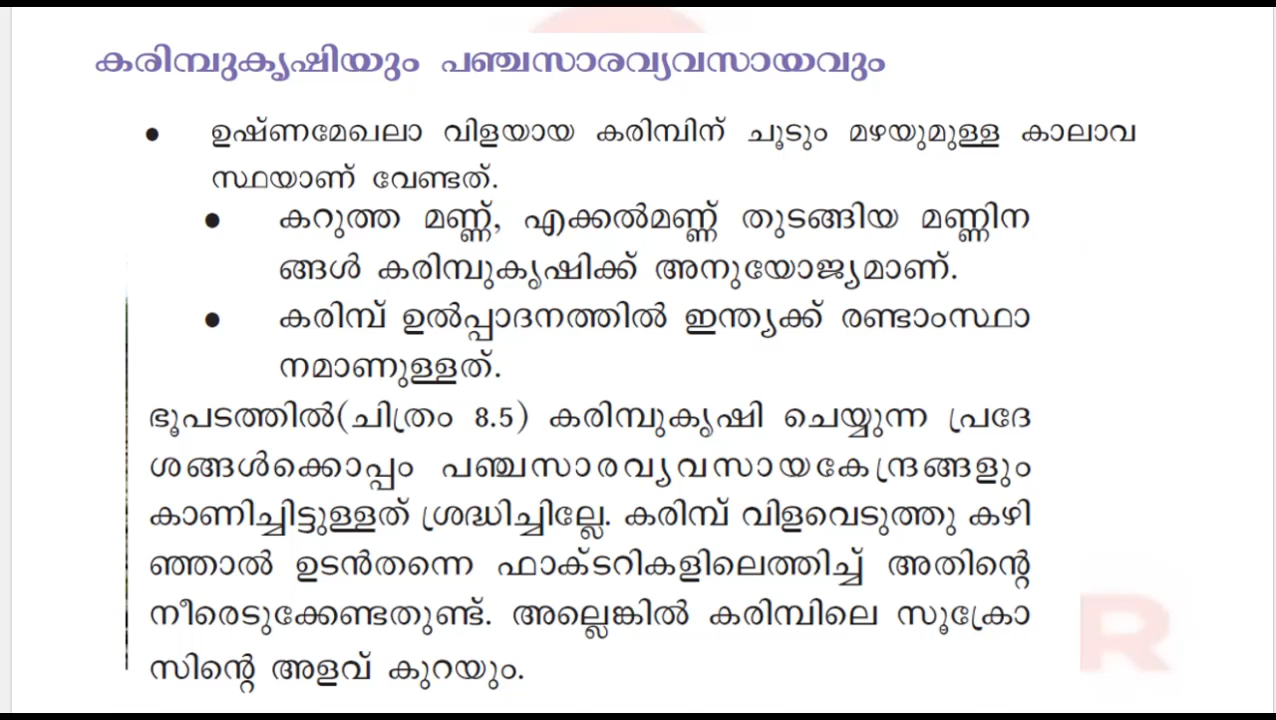 കരിമ്പുകൃഷിയും പഞ്ചസാരവ്യവസായവും
• ഉഷ്ണമേഖലാ വിളയായ കരിമ്പിന് ചൂടും മഴയുമുള്ള കാലാവ
സ്ഥയാണ് വേണ്ടത്.
• കറുത്ത മണ്ണ്, എക്കൽമണ്ണ് തുടങ്ങിയ മണ്ണിന
ങ്ങൾ കരിമ്പുകൃഷിക്ക് അനുയോജ്യമാണ്.
• കരിമ്പ് ഉൽപ്പാദനത്തിൽ ഇന്ത്യക്ക് രണ്ടാംസ്ഥാ
നമാണുള്ളത്.
ഭൂപടത്തിൽ(ചിത്രം 8.5) കരിമ്പുകൃഷി ചെയ്യുന്ന പ്രദേ
ശങ്ങൾക്കൊപ്പം പഞ്ചസാരവ്യവസായകേന്ദ്രങ്ങളും
കാണിച്ചിട്ടുള്ളത് ശ്രദ്ധിച്ചില്ലേ. കരിമ്പ് വിളവെടുത്തു കഴി
ഞ്ഞാൽ ഉടൻതന്നെ ഫാക്ടറികളിലെത്തിച്ച് അതിന്റെ
നീരെടുക്കേണ്ടതുണ്ട്. അല്ലെങ്കിൽ കരിമ്പിലെ സൂക്രോ
സിന്റെ അളവ് കുറയും.
R